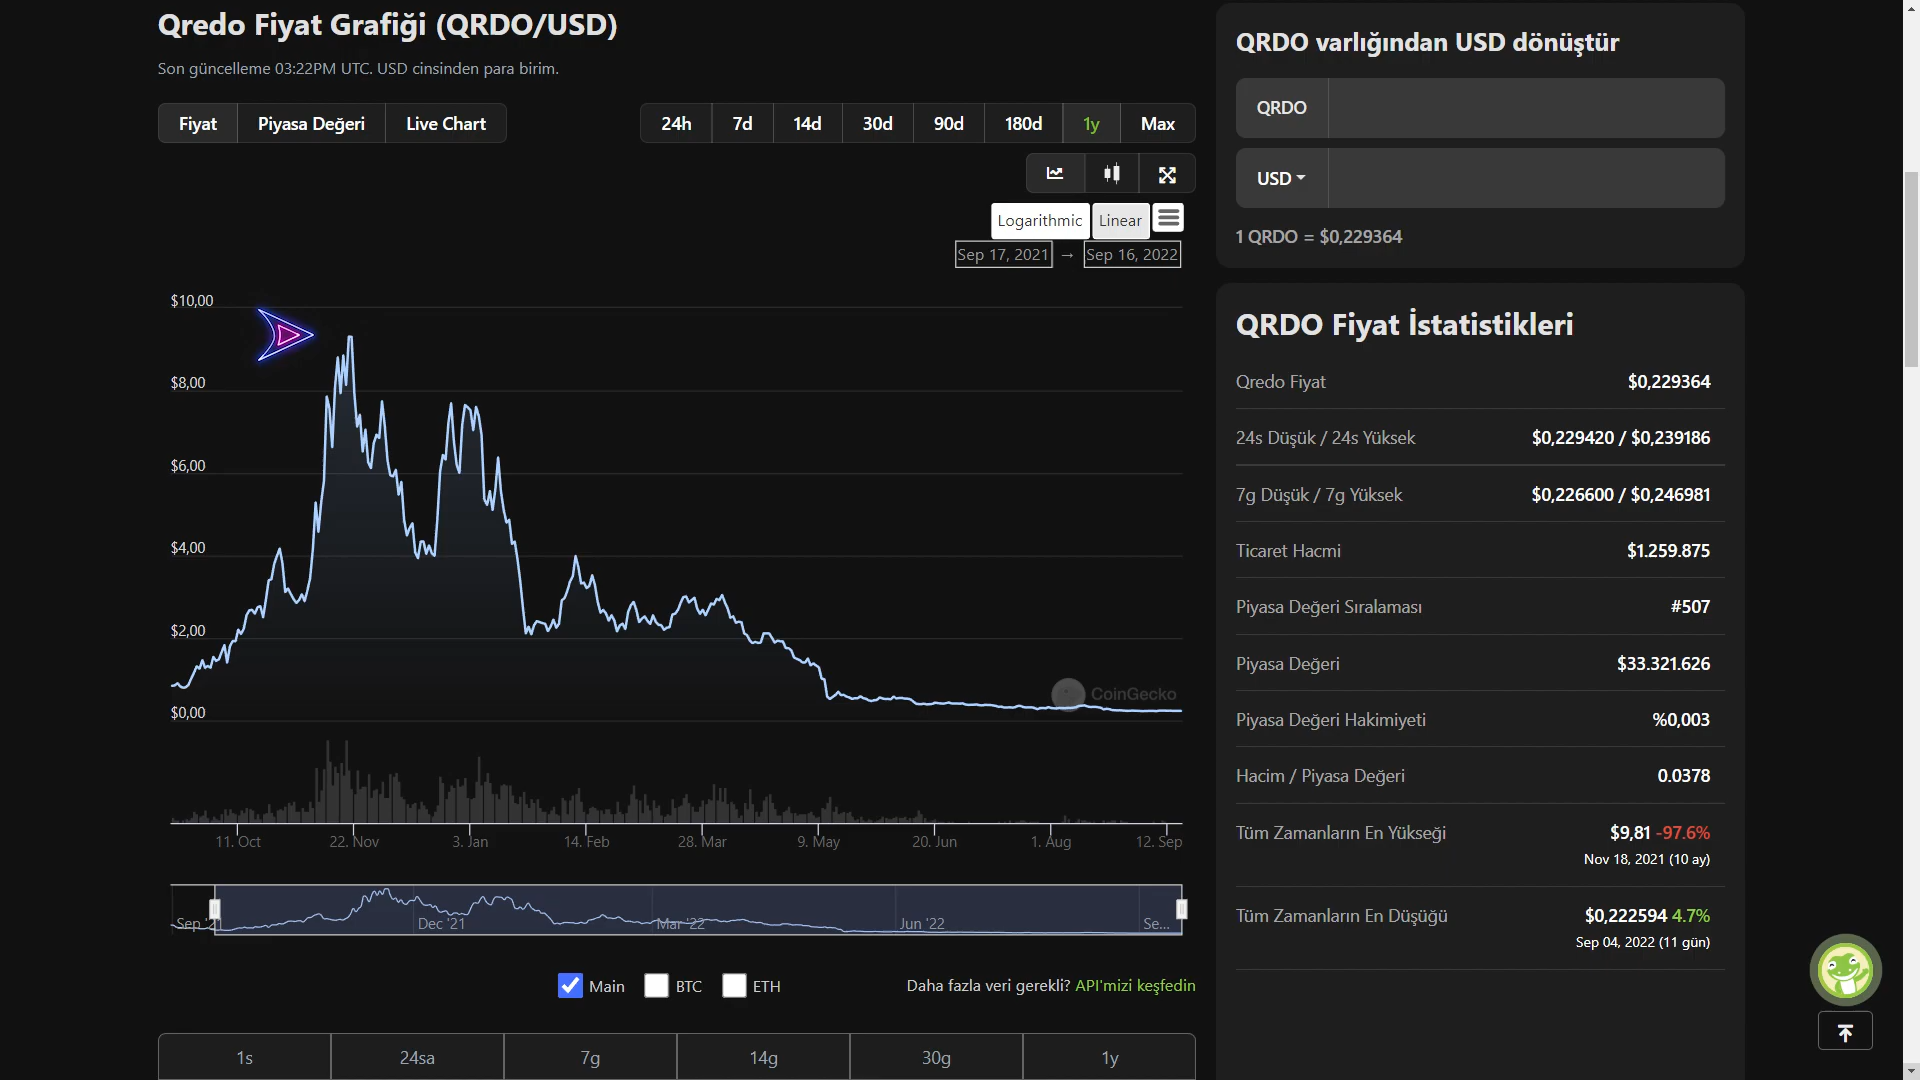 Qredo Fiyat Grafiği (QRDO/USD)
Son güncelleme 03:22PM UTC. USD cinsinden para birim.
Fiyat Piyasa Değeri Live Chart
24h 7d 14d 30d 90d 180d 1y Max
Logarithmic Linear
Sep 17, 2021 → Sep 16, 2022
$10,00
$8,00
$6,00
$4,00
$2,00
$0,00
CoinGecko
11. Oct 22. Nov 3. Jan 14. Feb 28. Mar 9. May 20. Jun 1. Aug 12. Sep
Sep '2 Dec '21 Mar '22 Jun '22 Se...
Main BTC ETH
Daha fazla veri gerekli? API'mizi keşfedin
1s 24sa 7g 14g 30g 1y
QRDO varlığından USD dönüştür
QRDO
USD
1 QRDO = $0,229364
QRDO Fiyat İstatistikleri
Qredo Fiyat $0,229364
24s Düşük / 24s Yüksek $0,229420 / $0,239186
7g Düşük / 7g Yüksek $0,226600 / $0,246981
Ticaret Hacmi $1.259.875
Piyasa Değeri Sıralaması #507
Piyasa Değeri $33.321.626
Piyasa Değeri Hakimiyeti %0,003
Hacim / Piyasa Değeri 0.0378
Tüm Zamanların En Yükseği $9,81 -97.6%
Nov 18, 2021 (10 ay)
Tüm Zamanların En Düşüğü $0,222594 4.7%
Sep 04, 2022 (11 gün)